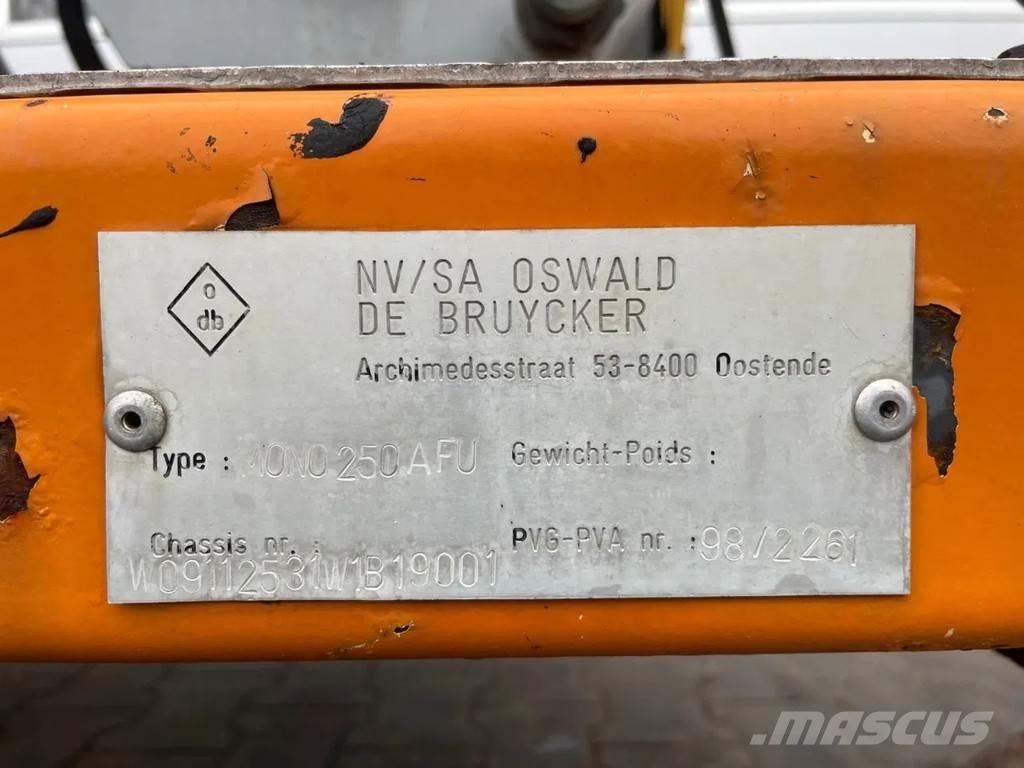 o
db
NV/SA OSWALD
DE BRUYCKER
Archimedesstraat 53-8400 Oostende
Type : MONO 250 AFU
Gewicht-Poids :
Chassis nr. :
W09112531W1B19001
PVG-PVA nr. : 98/2261
MASCUS